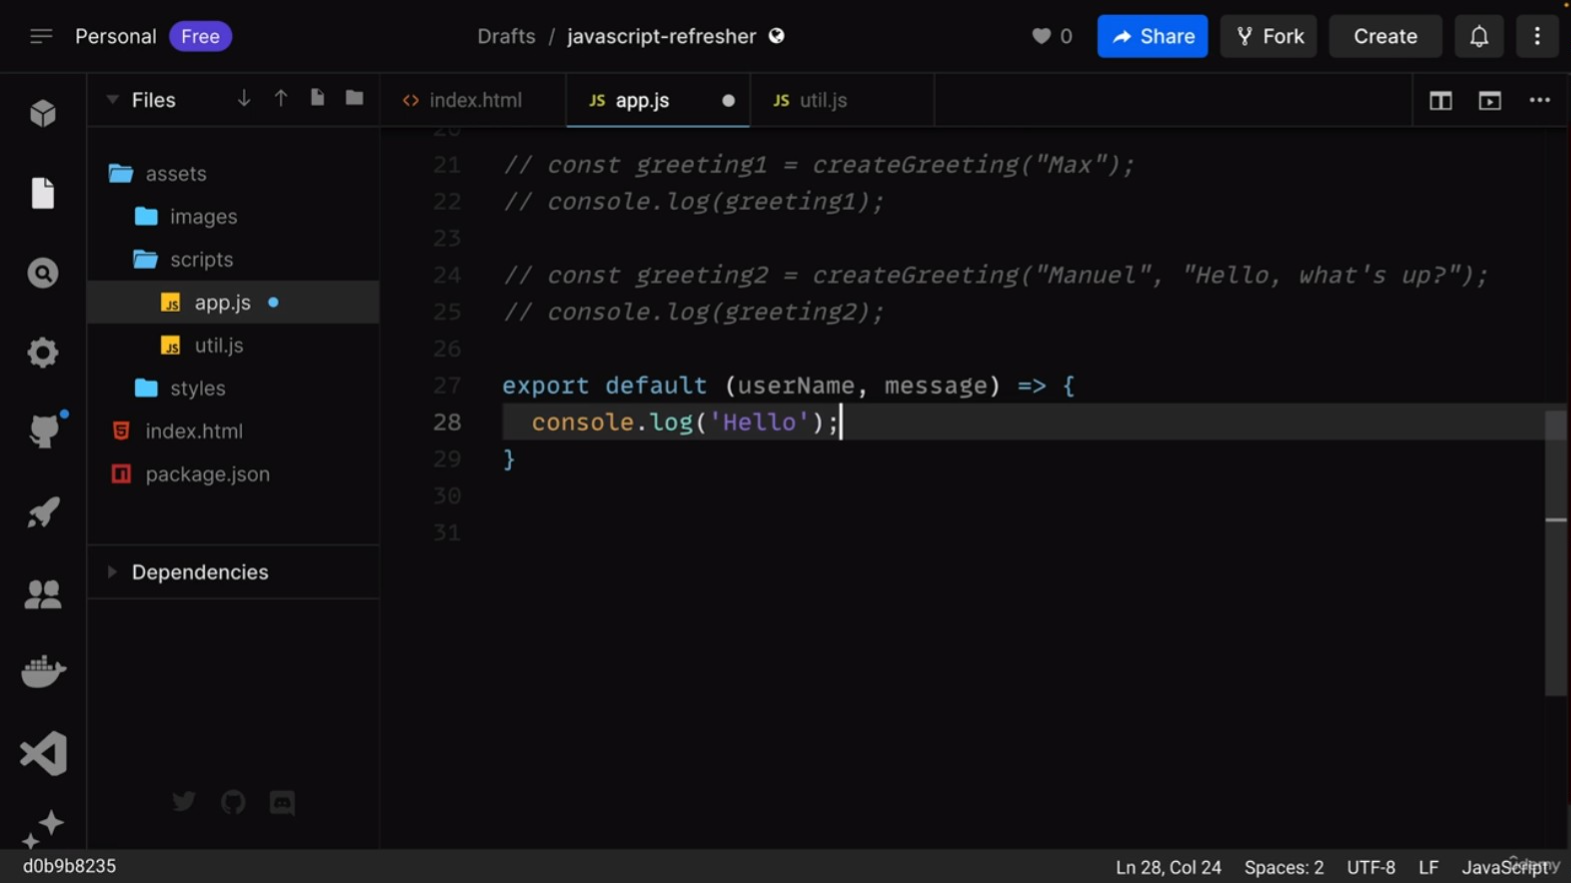 Personal Free Drafts / javascript-refresher 0 Share Fork Create
Files
index.html
JS app.js
JS util.js
assets
images
scripts
JS app.js
JS util.js
styles
index.html
package.json
Dependencies
20
21 // const greeting1 = createGreeting("Max");
22 // console.log(greeting1);
23
24 // const greeting2 = createGreeting("Manuel", "Hello, what's up?");
25 // console.log(greeting2);
26
27 export default (userName, message) => {
28 console.log('Hello');
29 }
30
31
d0b9b8235 Ln 28, Col 24 Spaces: 2 UTF-8 LF JavaScript
Udemy